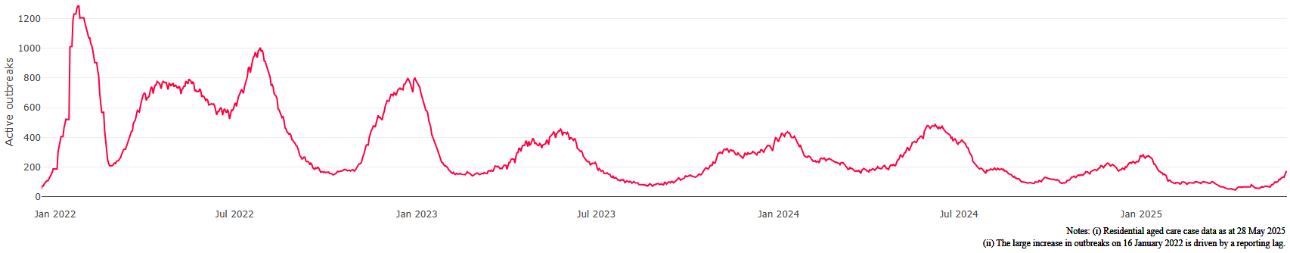 Active outbreaks
1200
1000
800
600
400
200
0
Jan 2022
Jul 2022
Jan 2023
Jul 2023
Jan 2024
Jul 2024
Jan 2025
Notes: (i) Residential aged care case data as at 28 May 2025
(ii) The large increase in outbreaks on 16 January 2022 is driven by a reporting lag.